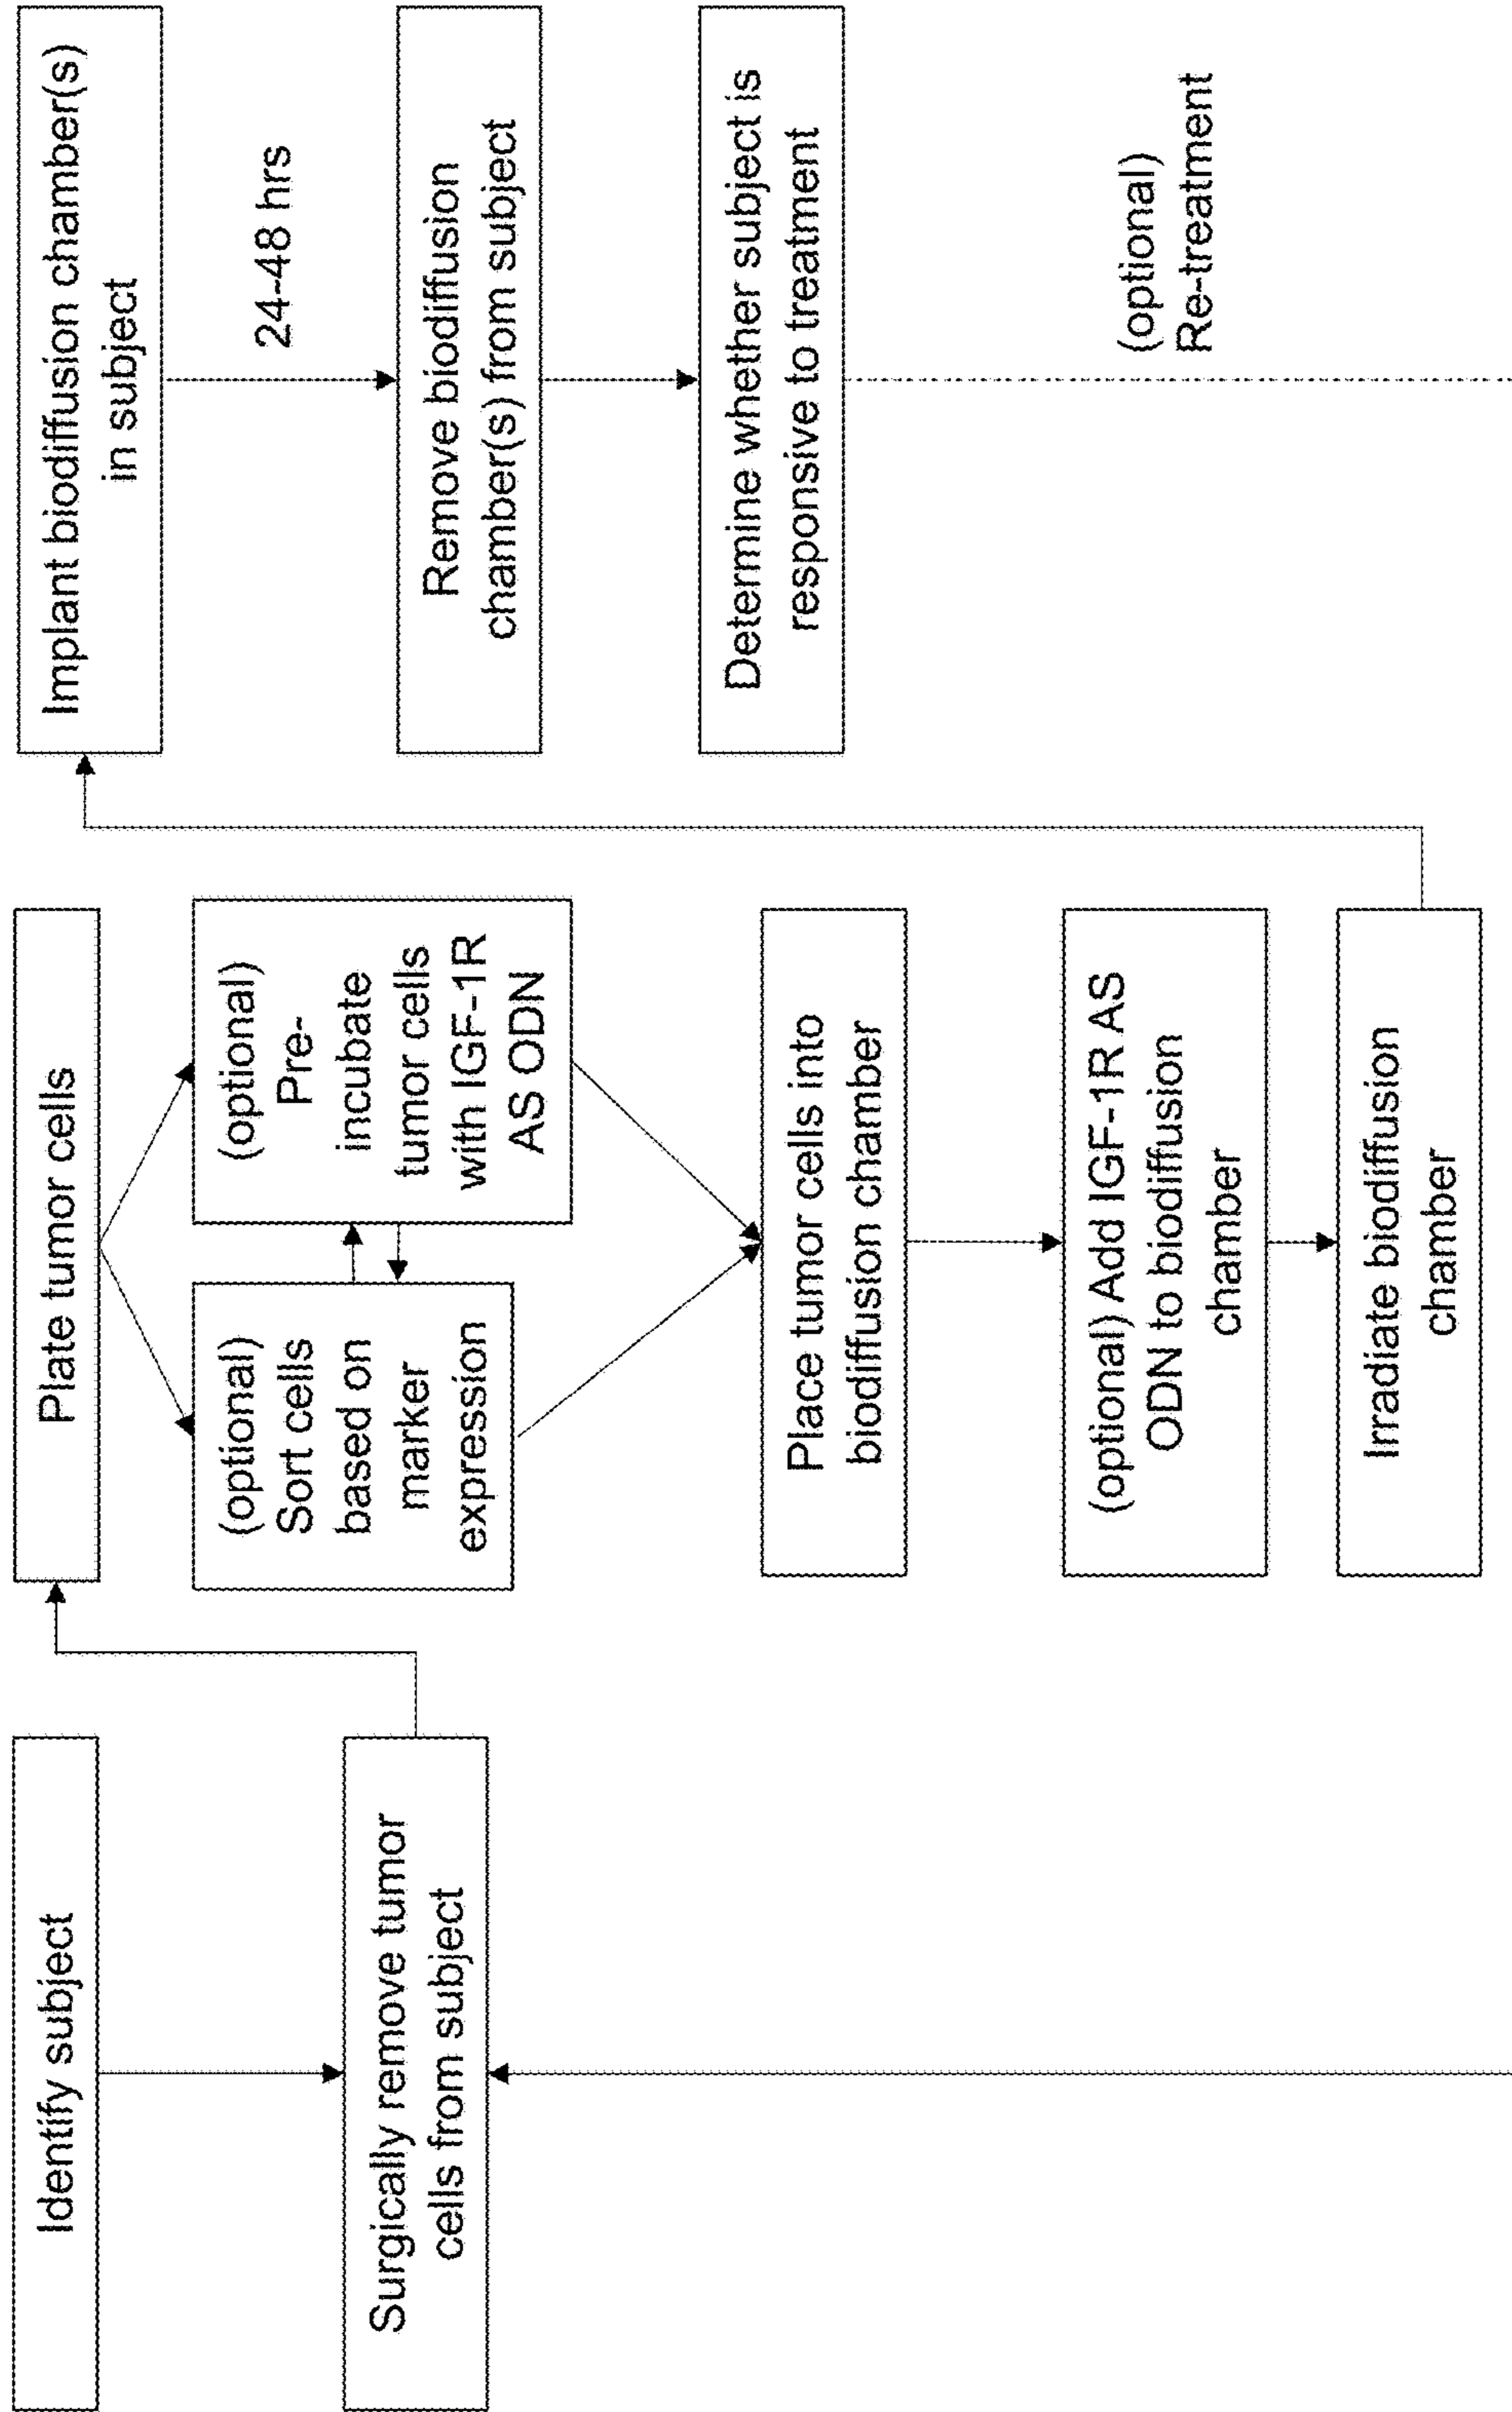 Identify subject
Surgically remove tumor
cells from subject
Plate tumor cells
(optional)
Sort cells
based on
marker
expression
(optional)
Pre-
incubate
tumor cells
with IGF-1R
AS ODN
Place tumor cells into
biodiffusion chamber
(optional) Add IGF-1R AS
ODN to biodiffusion
chamber
Irradiate biodiffusion
chamber
Implant biodiffusion chamber(s)
in subject
24-48 hrs
Remove biodiffusion
chamber(s) from subject
Determine whether subject is
responsive to treatment
(optional)
Re-treatment